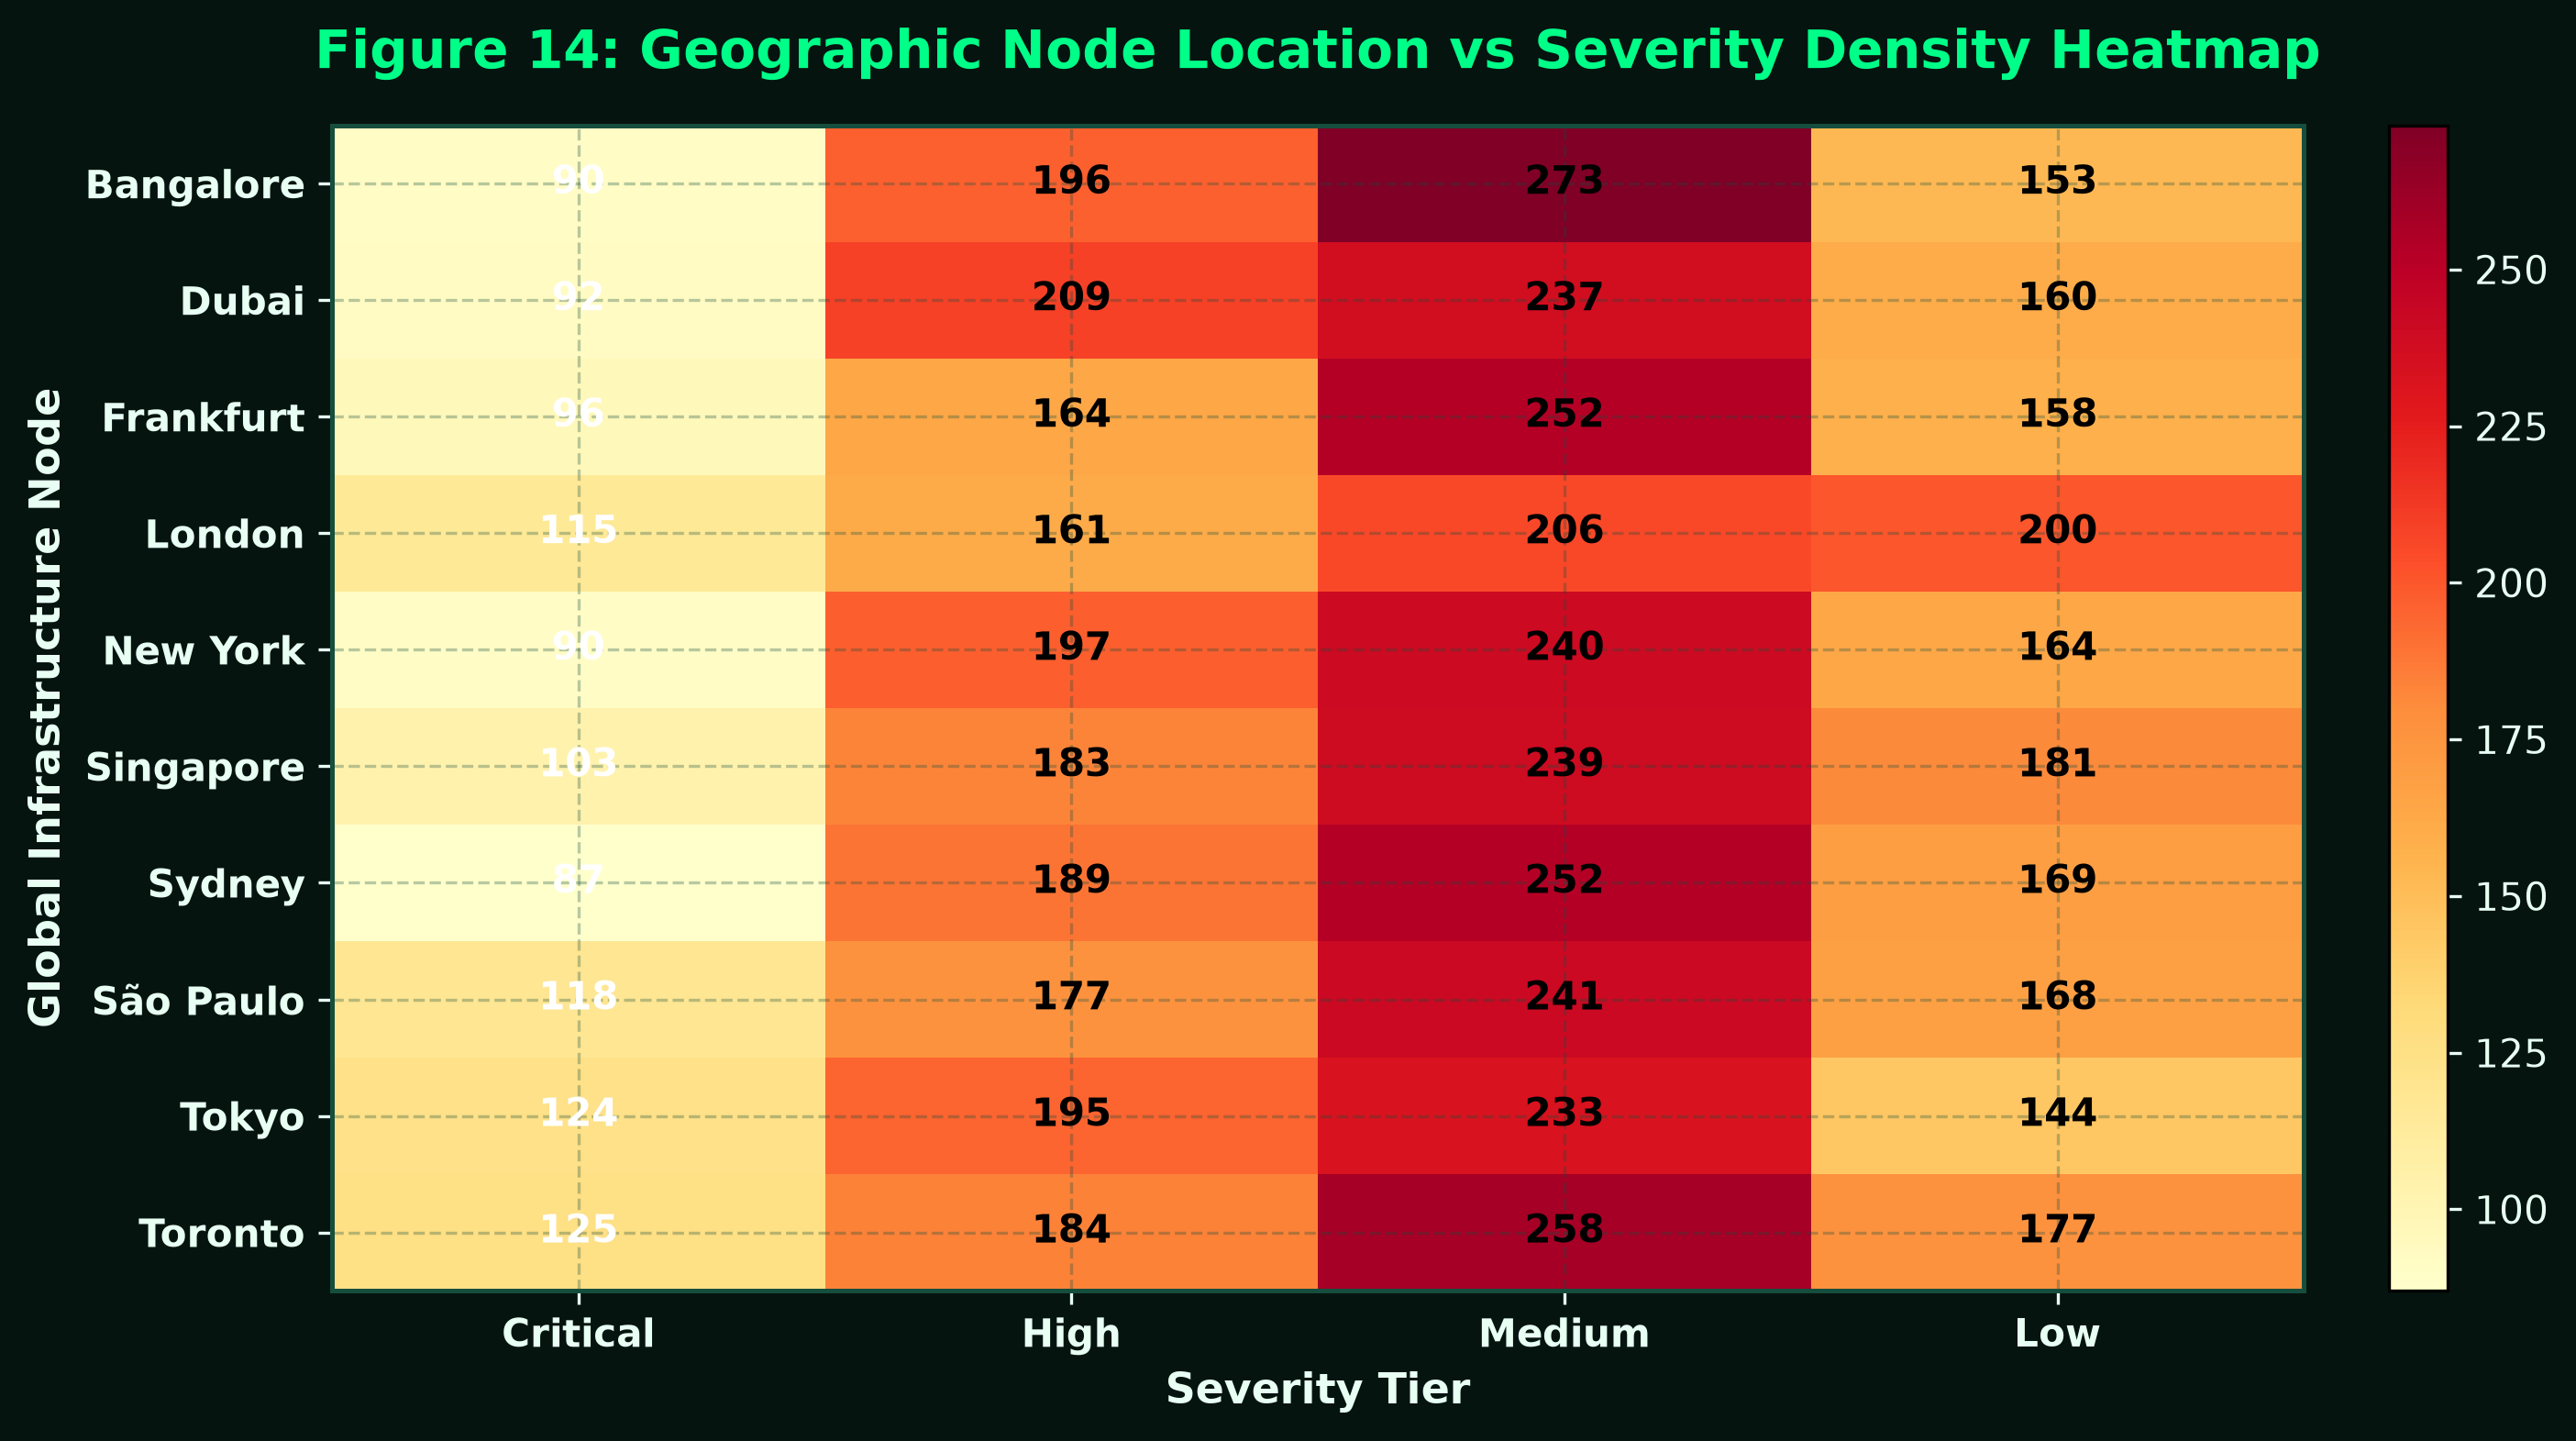 Figure 14: Geographic Node Location vs Severity Density Heatmap
Global Infrastructure Node
Bangalore 90 196 273 153
Dubai 92 209 237 160
Frankfurt 96 164 252 158
London 115 161 206 200
New York 90 197 240 164
Singapore 103 183 239 181
Sydney 87 189 252 169
São Paulo 118 177 241 168
Tokyo 124 195 233 144
Toronto 125 184 258 177
Critical High Medium Low
Severity Tier
250
225
200
175
150
125
100